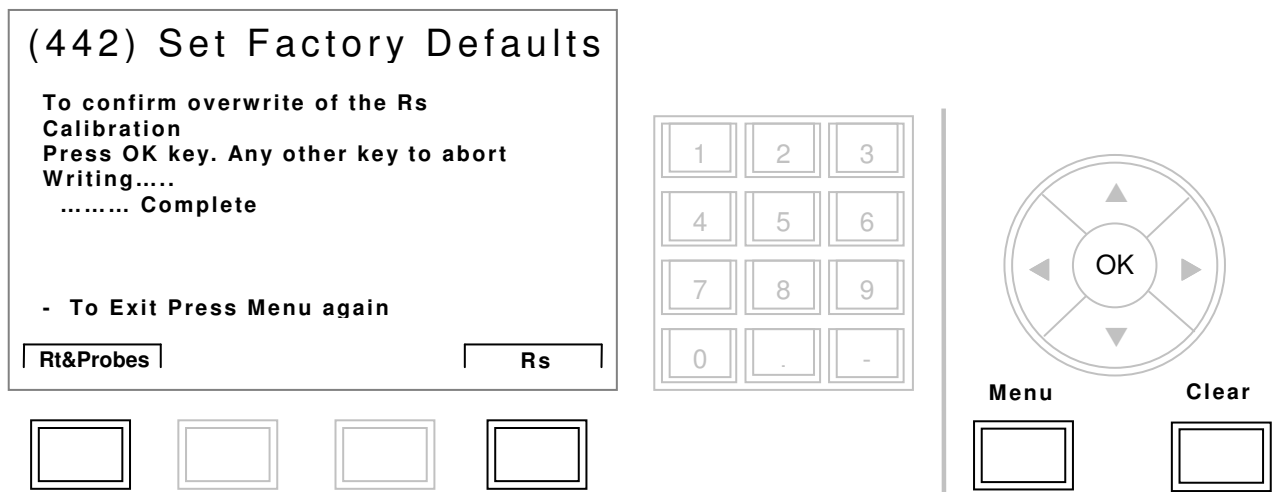 (442) Set Factory Defaults
To confirm overwrite of the Rs
Calibration
Press OK key. Any other key to abort
Writing.....
......... Complete
- To Exit Press Menu again
Rt&Probes
Rs
1 2 3
4 5 6
7 8 9
0 . -
OK
Menu
Clear